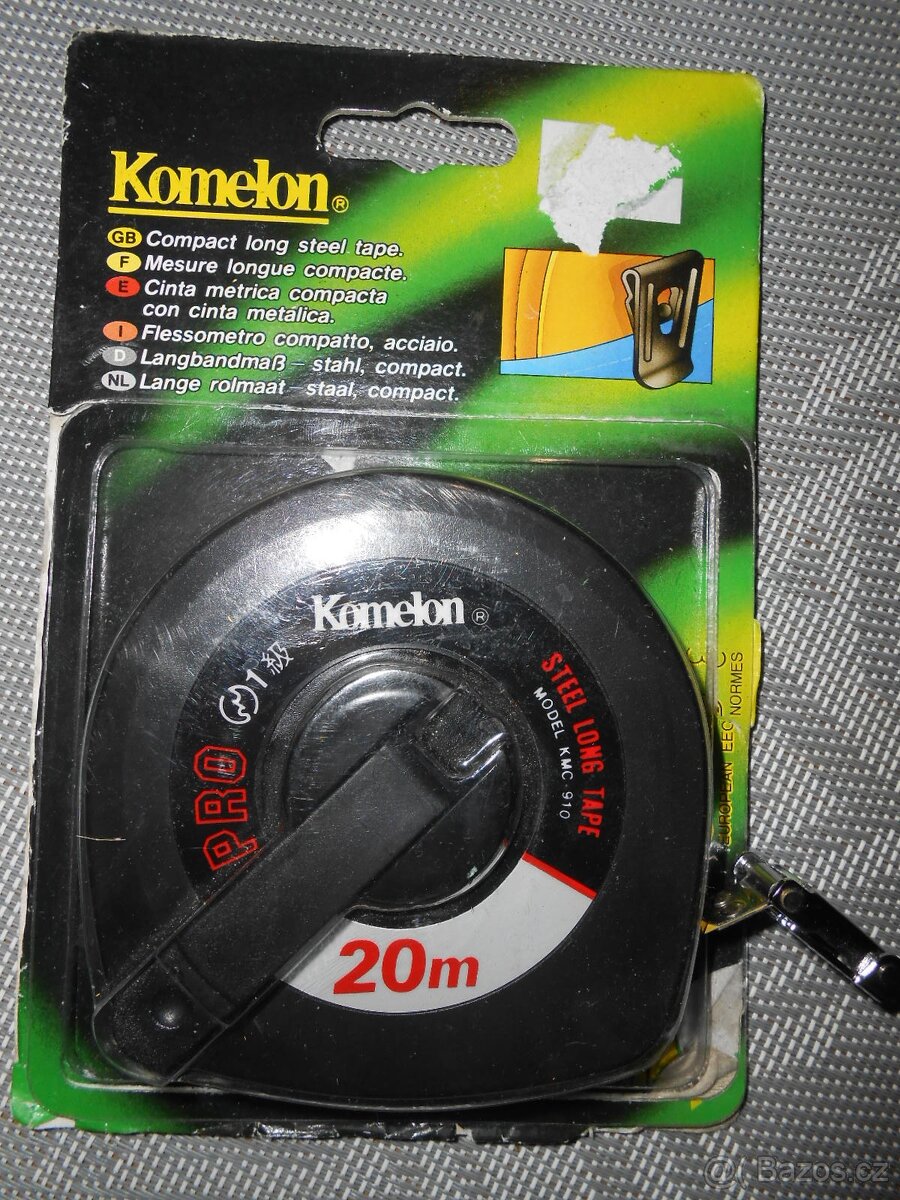 Komelon®
GB Compact long steel tape.
F Mesure longue compacte.
E Cinta métrica compacta
con cinta metálica.
I Flessometro compatto, acciaio.
D Langbandmaß – stahl, compact.
NL Lange rolmaat – staal, compact.
Komelon®
1級
PRO
STEEL LONG TAPE
MODEL KMC 910
20m
EUROPEAN EEC
NORMES
@ Bazos.cz